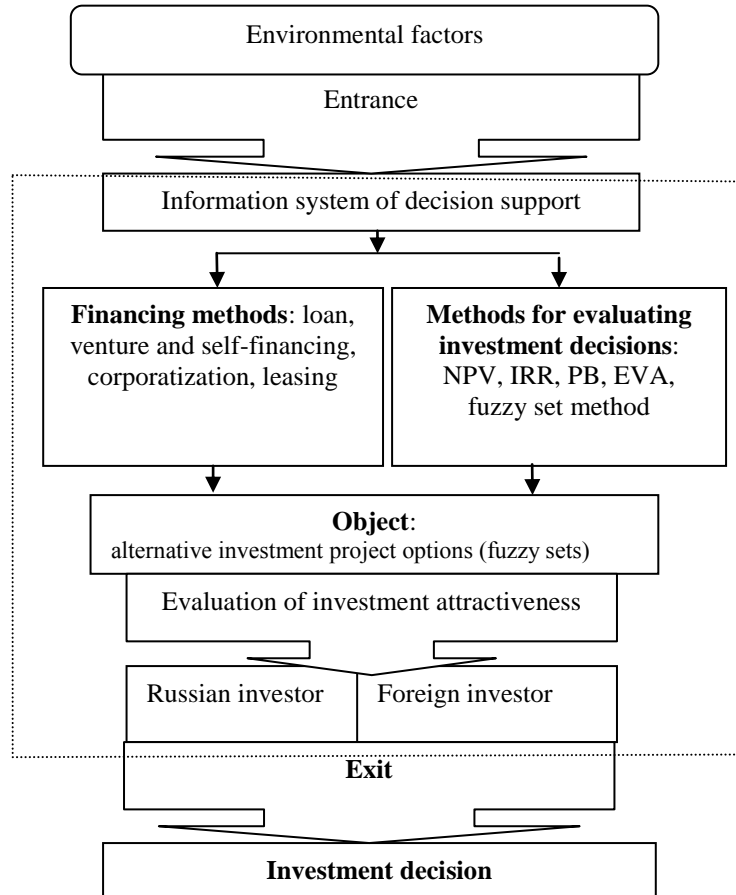 Environmental factors
Entrance
Information system of decision support
Financing methods: loan,
venture and self-financing,
corporatization, leasing
Methods for evaluating
investment decisions:
NPV, IRR, PB, EVA,
fuzzy set method
Object:
alternative investment project options (fuzzy sets)
Evaluation of investment attractiveness
Russian investor
Foreign investor
Exit
Investment decision